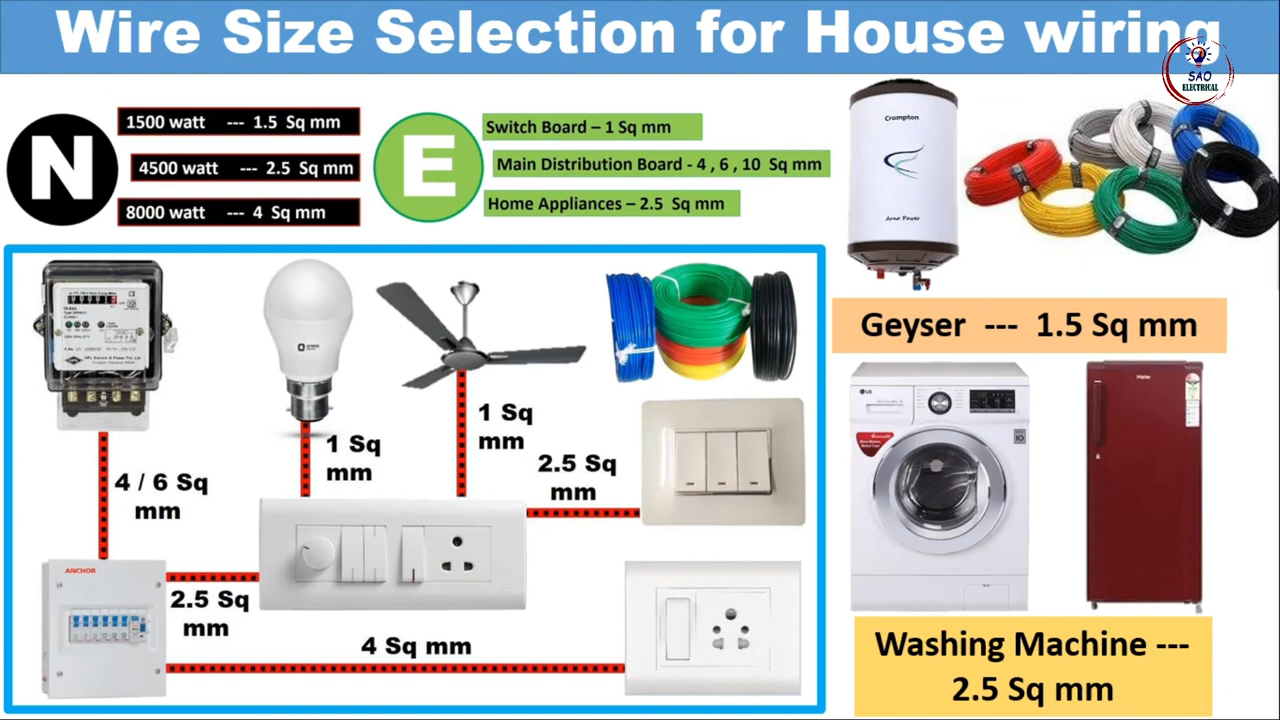 Wire Size Selection for House wiring
SAO
ELECTRICAL
N
1500 watt --- 1.5 Sq mm
4500 watt --- 2.5 Sq mm
8000 watt --- 4 Sq mm
E
Switch Board – 1 Sq mm
Main Distribution Board - 4 , 6 , 10 Sq mm
Home Appliances – 2.5 Sq mm
Crompton
Arno Power
Geyser --- 1.5 Sq mm
1 Sq
mm
1 Sq
mm
2.5 Sq
mm
4 / 6 Sq
mm
ANCHOR
2.5 Sq
mm
4 Sq mm
LG
Haier
Washing Machine ---
2.5 Sq mm